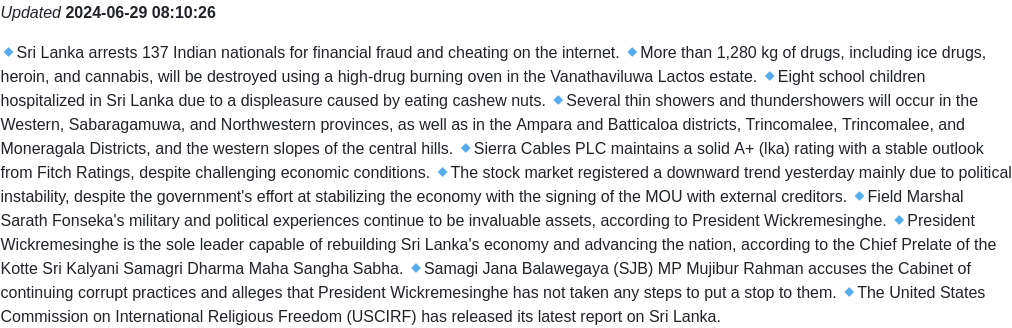 Updated 2024-06-29 08:10:26
🔹Sri Lanka arrests 137 Indian nationals for financial fraud and cheating on the internet. 🔹More than 1,280 kg of drugs, including ice drugs,
heroin, and cannabis, will be destroyed using a high-drug burning oven in the Vanathaviluwa Lactos estate. 🔹Eight school children
hospitalized in Sri Lanka due to a displeasure caused by eating cashew nuts. 🔹Several thin showers and thundershowers will occur in the
Western, Sabaragamuwa, and Northwestern provinces, as well as in the Ampara and Batticaloa districts, Trincomalee, Trincomalee, and
Moneragala Districts, and the western slopes of the central hills. 🔹Sierra Cables PLC maintains a solid A+ (lka) rating with a stable outlook
from Fitch Ratings, despite challenging economic conditions. 🔹The stock market registered a downward trend yesterday mainly due to political
instability, despite the government's effort at stabilizing the economy with the signing of the MOU with external creditors. 🔹Field Marshal
Sarath Fonseka's military and political experiences continue to be invaluable assets, according to President Wickremesinghe. 🔹President
Wickremesinghe is the sole leader capable of rebuilding Sri Lanka's economy and advancing the nation, according to the Chief Prelate of the
Kotte Sri Kalyani Samagri Dharma Maha Sangha Sabha. 🔹Samagi Jana Balawegaya (SJB) MP Mujibur Rahman accuses the Cabinet of
continuing corrupt practices and alleges that President Wickremesinghe has not taken any steps to put a stop to them. 🔹The United States
Commission on International Religious Freedom (USCIRF) has released its latest report on Sri Lanka.